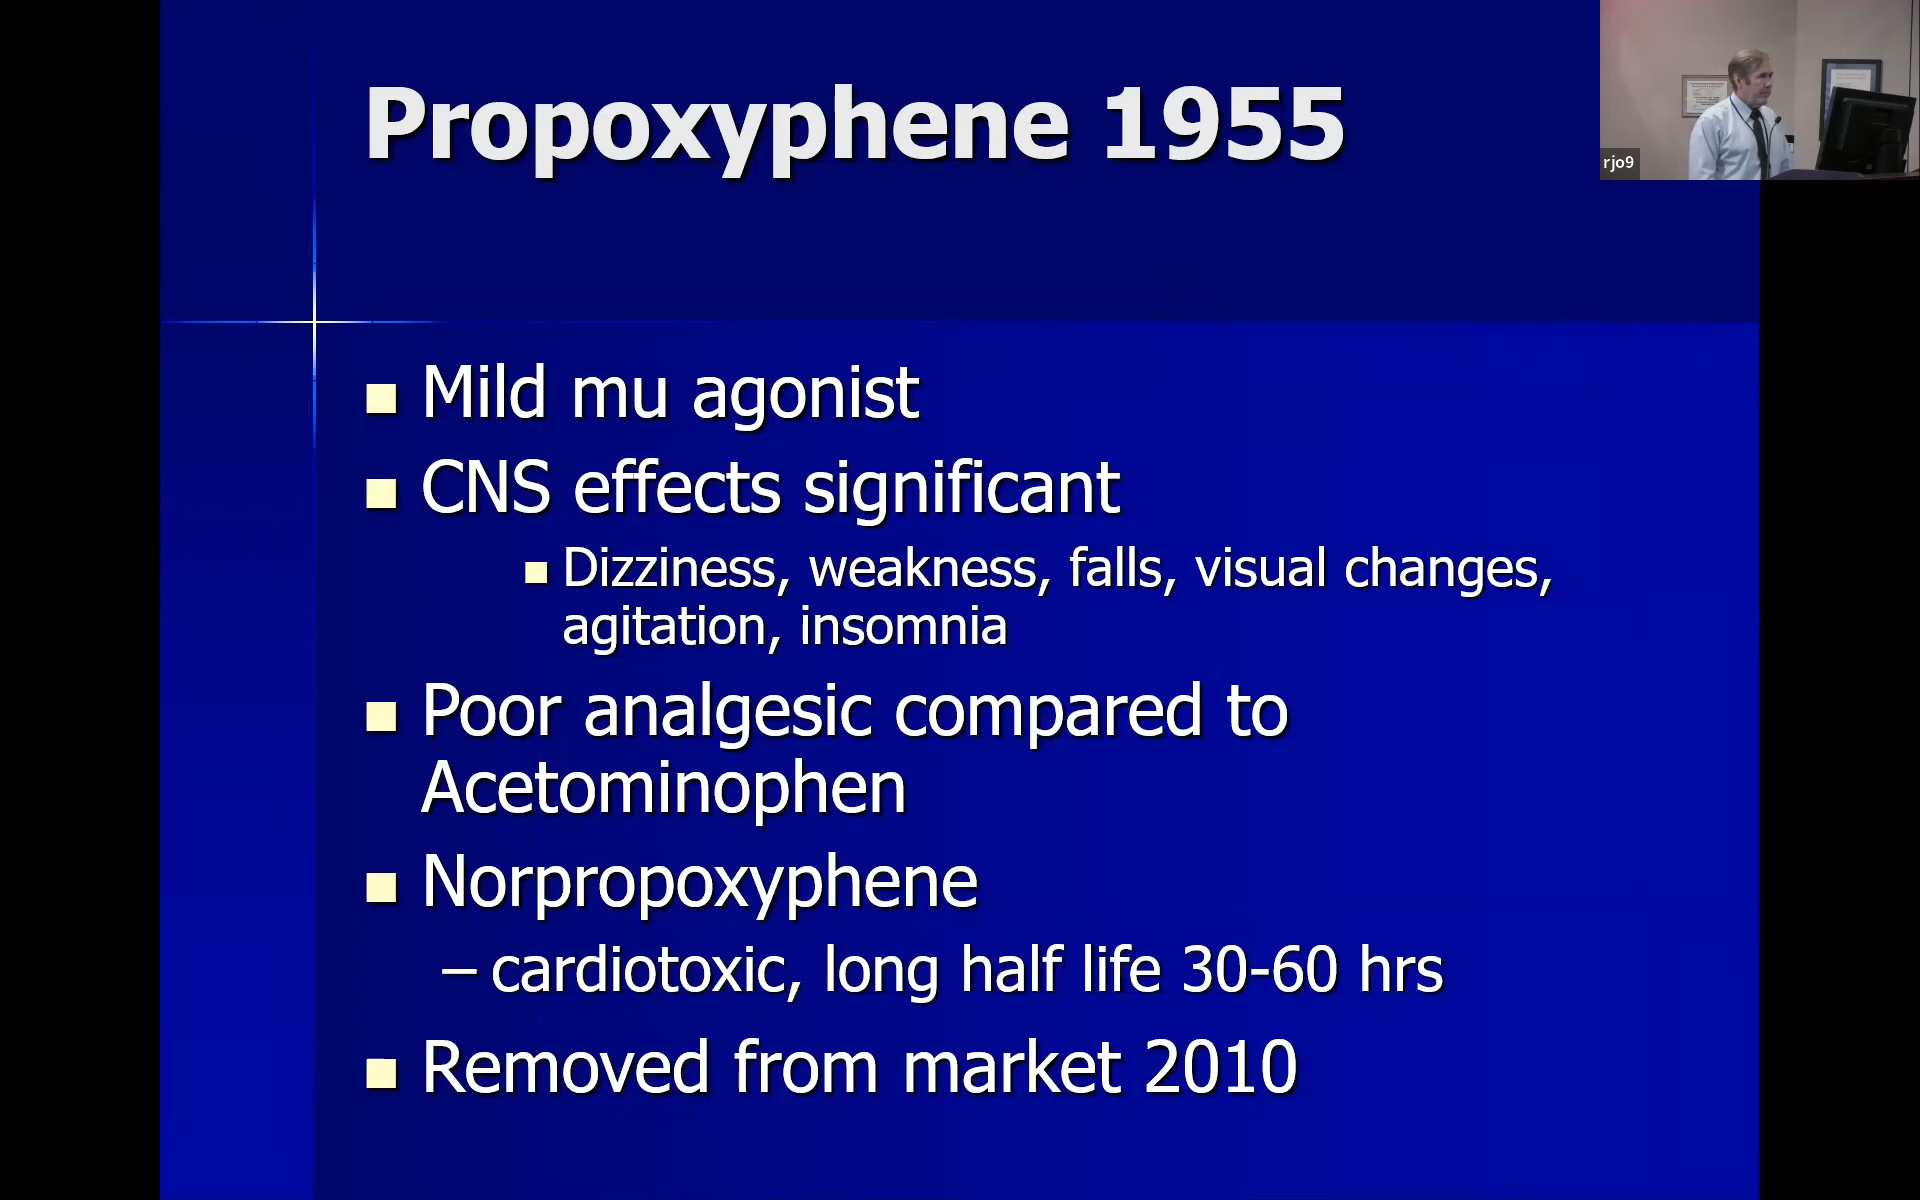 Propoxyphene 1955
rjo9
■ Mild mu agonist
■ CNS effects significant
■ Dizziness, weakness, falls, visual changes,
agitation, insomnia
■ Poor analgesic compared to
Acetominophen
■ Norpropoxyphene
– cardiotoxic, long half life 30-60 hrs
■ Removed from market 2010